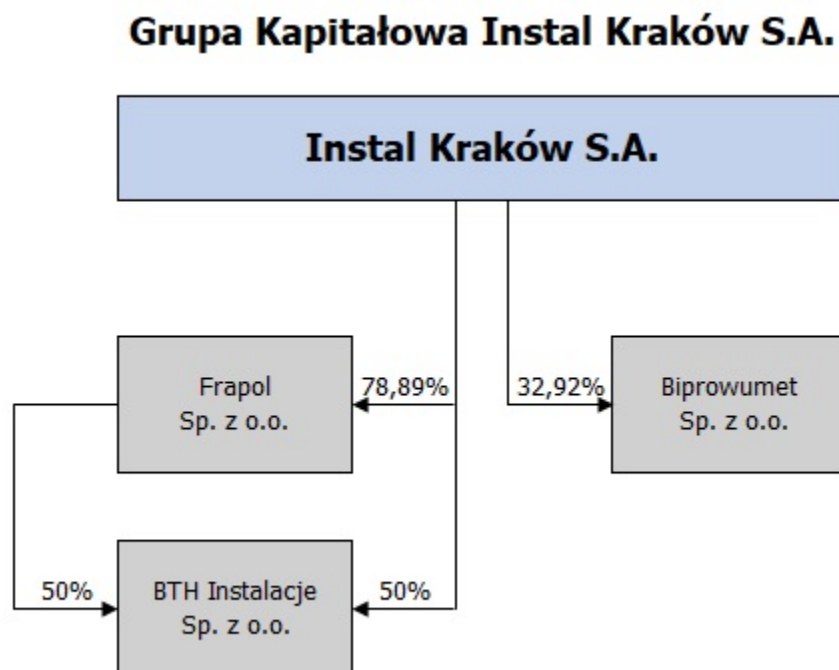 Grupa Kapitałowa Instal Kraków S.A.
Instal Kraków S.A.
Frapol
Sp. z o.o.
78,89%
32,92%
Biprowumet
Sp. z o.o.
50%
BTH Instalacje
Sp. z o.o.
50%